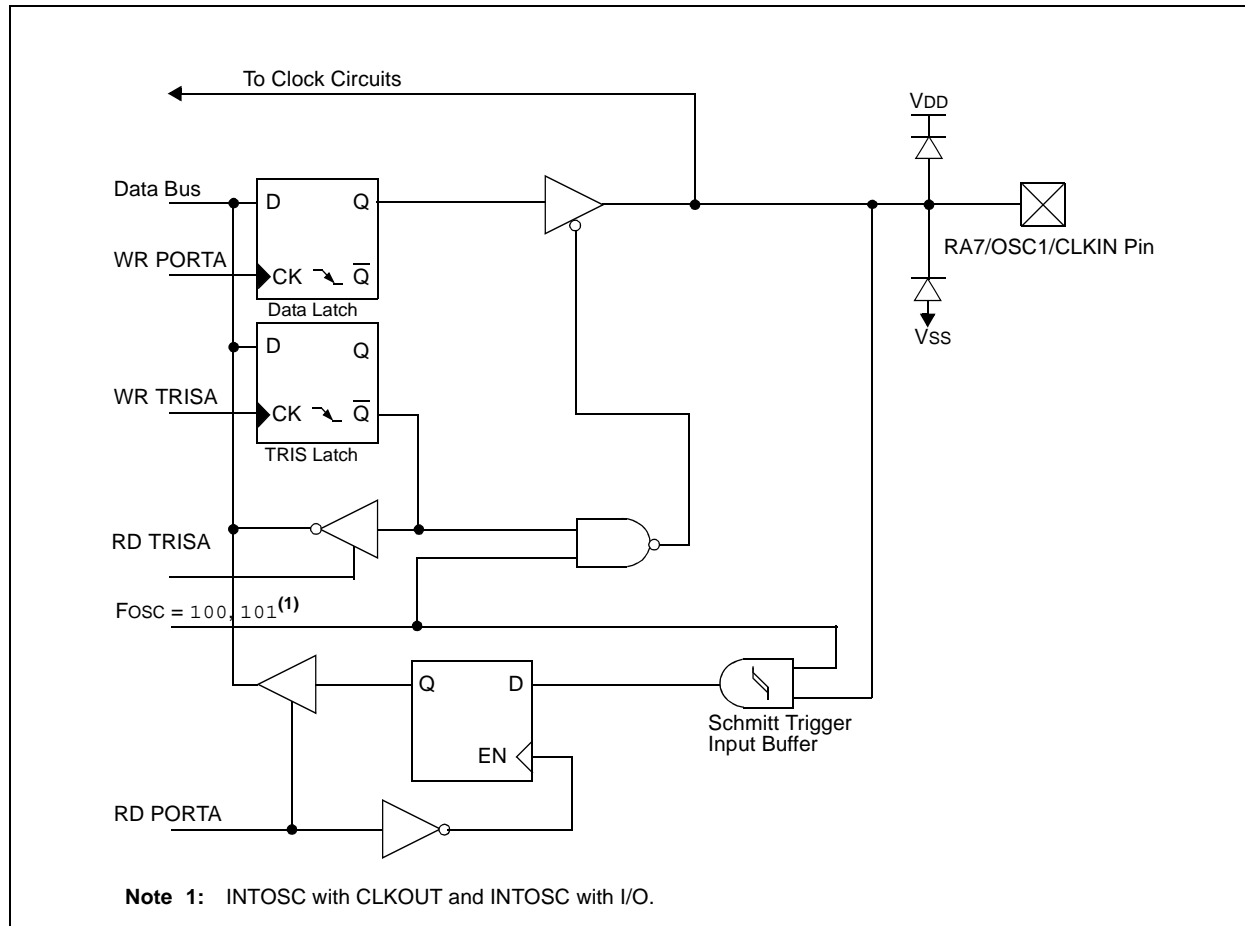 To Clock Circuits
VDD
Data Bus
D
Q
RA7/OSC1/CLKIN Pin
WR PORTA
CK
Q̅
Data Latch
VSS
D
Q
WR TRISA
CK
Q̅
TRIS Latch
RD TRISA
FOSC = 100, 101(1)
Q
D
Schmitt Trigger
Input Buffer
EN
RD PORTA
Note 1: INTOSC with CLKOUT and INTOSC with I/O.